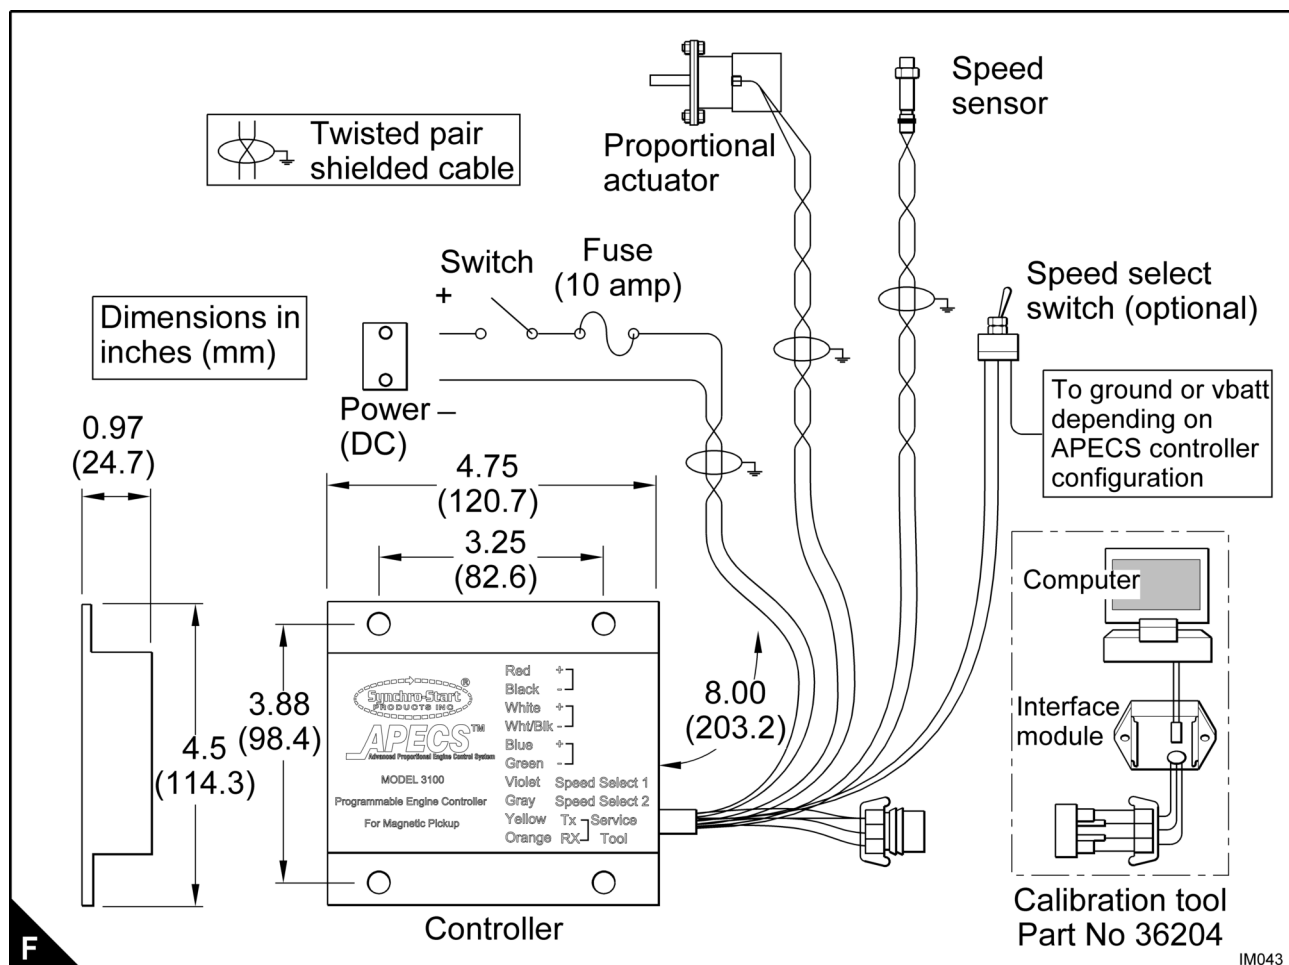 Speed
sensor
Twisted pair
shielded cable
Proportional
actuator
Switch
Fuse
(10 amp)
+
Speed select
switch (optional)
Dimensions in
inches (mm)
Power –
(DC)
To ground or vbatt
depending on
APECS controller
configuration
0.97
(24.7)
4.75
(120.7)
3.25
(82.6)
Computer
Interface
module
3.88
(98.4)
4.5
(114.3)
8.00
(203.2)
Synchro-Start
®
PRODUCTS INC
APECS™
Advanced Proportional Engine Control System
MODEL 3100
Programmable Engine Controller
For Magnetic Pickup
Red +
Black -
White +
Wht/Blk -
Blue +
Green -
Violet Speed Select 1
Gray Speed Select 2
Yellow Tx Service
Orange RX Tool
Controller
Calibration tool
Part No 36204
F
IM043